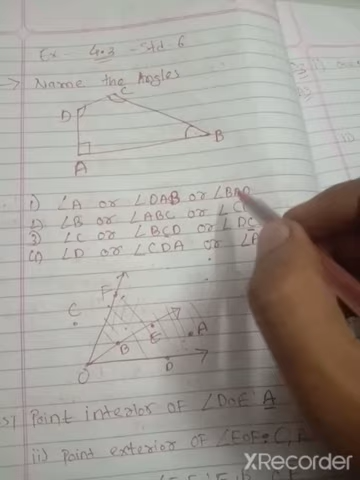 Ex - 4.3 - Std - 6
Name the Angles
C
D
B
A
1) ∠A or ∠DAB or ∠BAD
2) ∠B or ∠ABC or ∠C
3) ∠C or ∠BCD or ∠DC
4) ∠D or ∠CDA or ∠A
F
C
E
A
B
D
O
Point interior of ∠DOE: A
ii) Point exterior of ∠EOF: C,
XRecorder